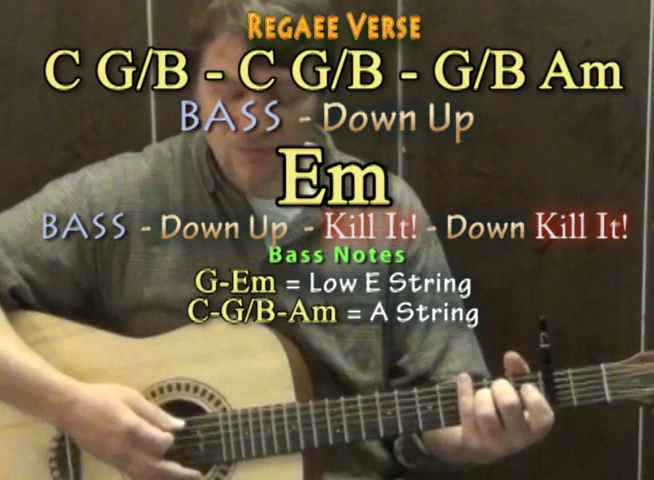 Regaee Verse
C G/B - C G/B - G/B Am
BASS - Down Up
Em
BASS - Down Up - Kill It! - Down Kill It!
Bass Notes
G-Em = Low E String
C-G/B-Am = A String